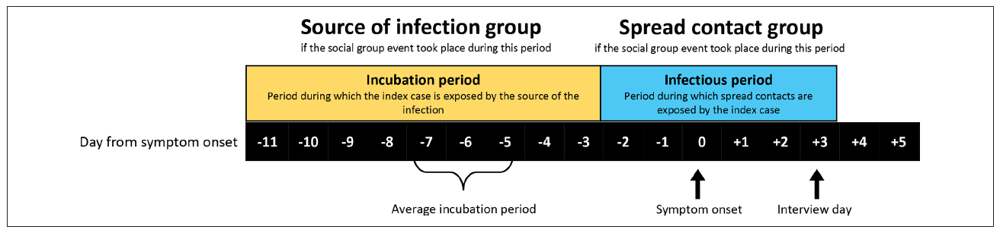 Source of infection group
if the social group event took place during this period
Spread contact group
if the social group event took place during this period
Incubation period
Period during which the index case is exposed by the source of the
infection
Infectious period
Period during which spread contacts are
exposed by the index case
Day from symptom onset -11 -10 -9 -8 -7 -6 -5 -4 -3 -2 -1 0 +1 +2 +3 +4 +5
Average incubation period
Symptom onset
Interview day